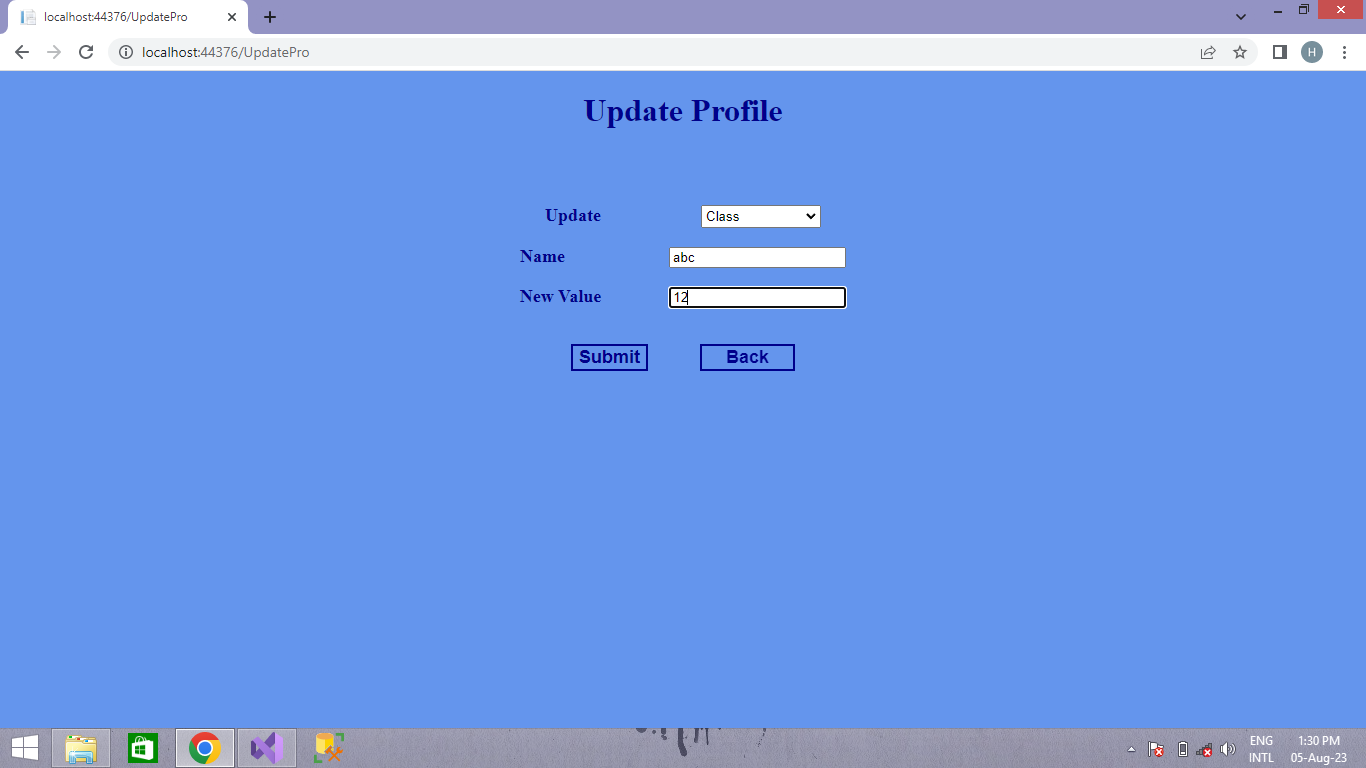 localhost:44376/UpdatePro
localhost:44376/UpdatePro
H
Update Profile
Update Class
Name abc
New Value 12
Submit Back
ENG 1:30 PM
INTL 05-Aug-23